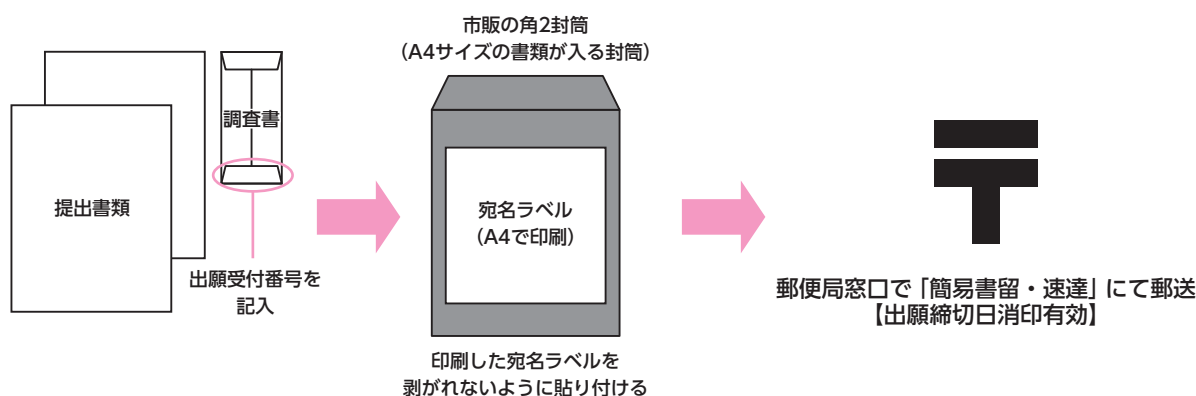 提出書類
調査書
出願受付番号を
記入
市販の角2封筒
（A4サイズの書類が入る封筒）
宛名ラベル
（A4で印刷）
印刷した宛名ラベルを
剥がれないように貼り付ける
〒
郵便局窓口で「簡易書留・速達」にて郵送
【出願締切日消印有効】